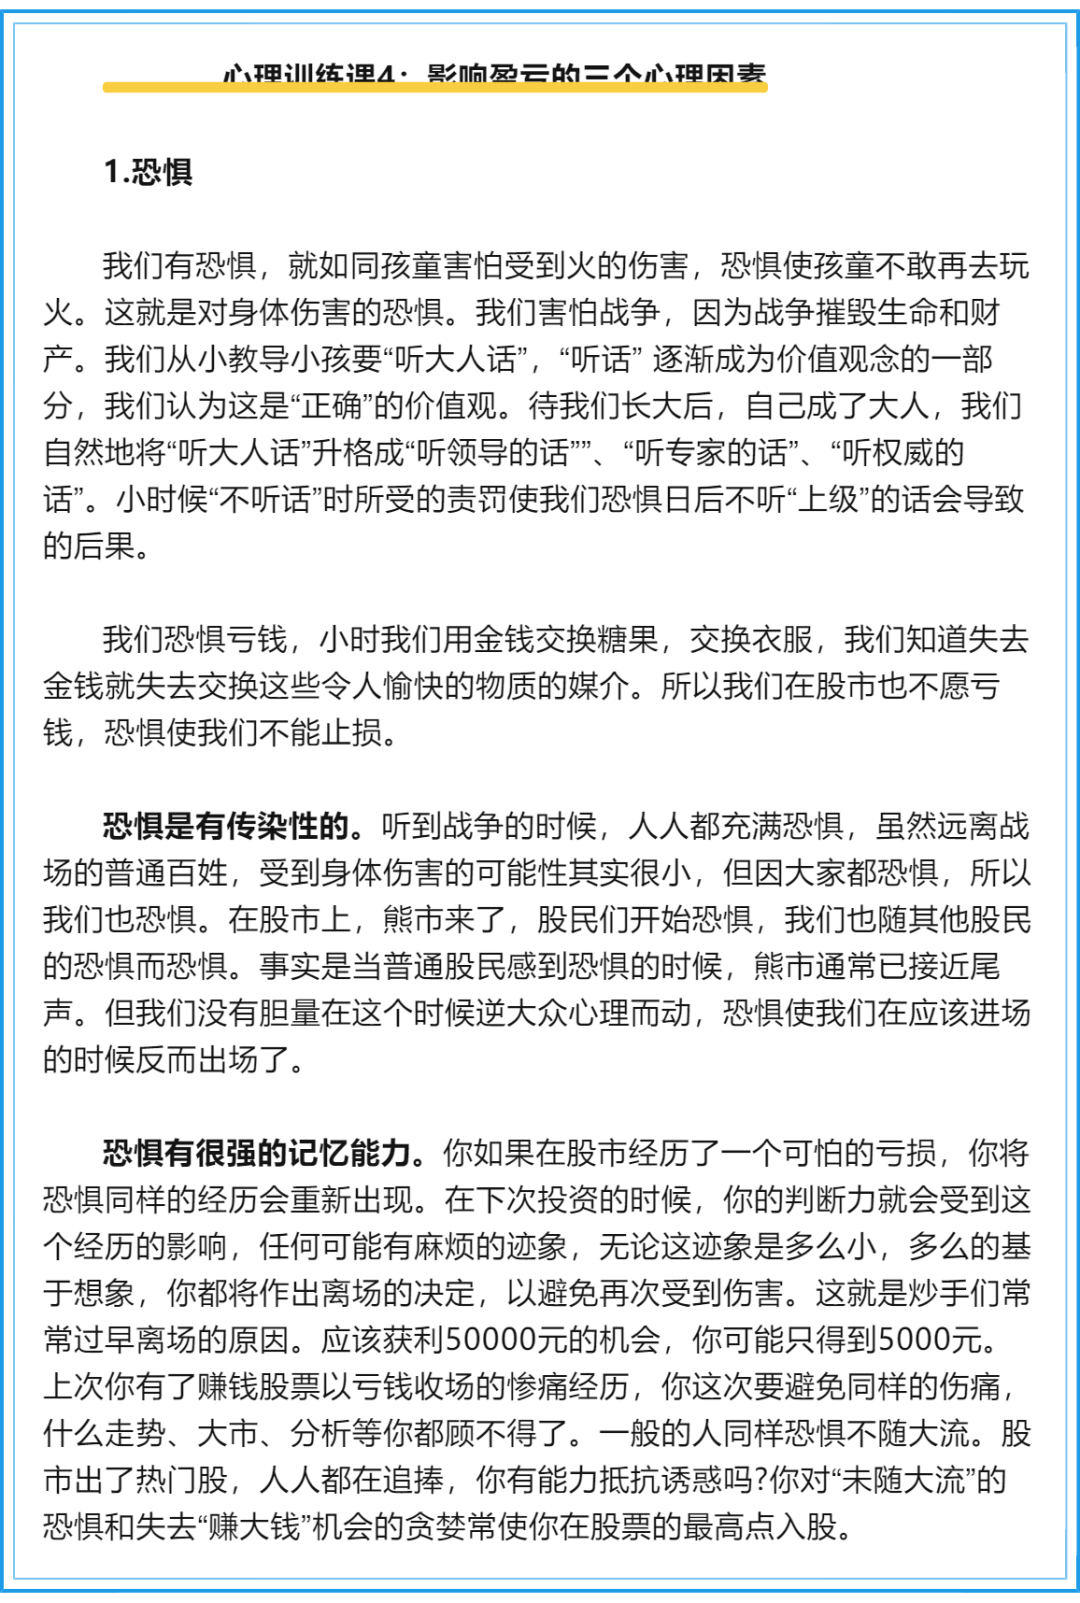 心理训练课4：影响盈亏的三个心理因素
1.恐惧
我们有恐惧，就如同孩童害怕受到火的伤害，恐惧使孩童不敢再去玩
火。这就是对身体伤害的恐惧。我们害怕战争，因为战争摧毁生命和财
产。我们从小教导小孩要“听大人话”，“听话” 逐渐成为价值观念的一部
分，我们认为这是“正确”的价值观。待我们长大后，自己成了大人，我们
自然地将“听大人话”升格成“听领导的话””、“听专家的话”、“听权威的
话”。小时候“不听话”时所受的责罚使我们恐惧日后不听“上级”的话会导致
的后果。
我们恐惧亏钱，小时我们用金钱交换糖果，交换衣服，我们知道失去
金钱就失去交换这些令人愉快的物质的媒介。所以我们在股市也不愿亏
钱，恐惧使我们不能止损。
恐惧是有传染性的。听到战争的时候，人人都充满恐惧，虽然远离战
场的普通百姓，受到身体伤害的可能性其实很小，但因大家都恐惧，所以
我们也恐惧。在股市上，熊市来了，股民们开始恐惧，我们也随其他股民
的恐惧而恐惧。事实是当普通股民感到恐惧的时候，熊市通常已接近尾
声。但我们没有胆量在这个时候逆大众心理而动，恐惧使我们在应该进场
的时候反而出场了。
恐惧有很强的记忆能力。你如果在股市经历了一个可怕的亏损，你将
恐惧同样的经历会重新出现。在下次投资的时候，你的判断力就会受到这
个经历的影响，任何可能有麻烦的迹象，无论这迹象是多么小，多么的基
于想象，你都将作出离场的决定，以避免再次受到伤害。这就是炒手们常
常过早离场的原因。应该获利50000元的机会，你可能只得到5000元。
上次你有了赚钱股票以亏钱收场的惨痛经历，你这次要避免同样的伤痛，
什么走势、大市、分析等你都顾不得了。一般的人同样恐惧不随大流。股
市出了热门股，人人都在追捧，你有能力抵抗诱惑吗?你对“未随大流”的
恐惧和失去“赚大钱”机会的贪婪常使你在股票的最高点入股。